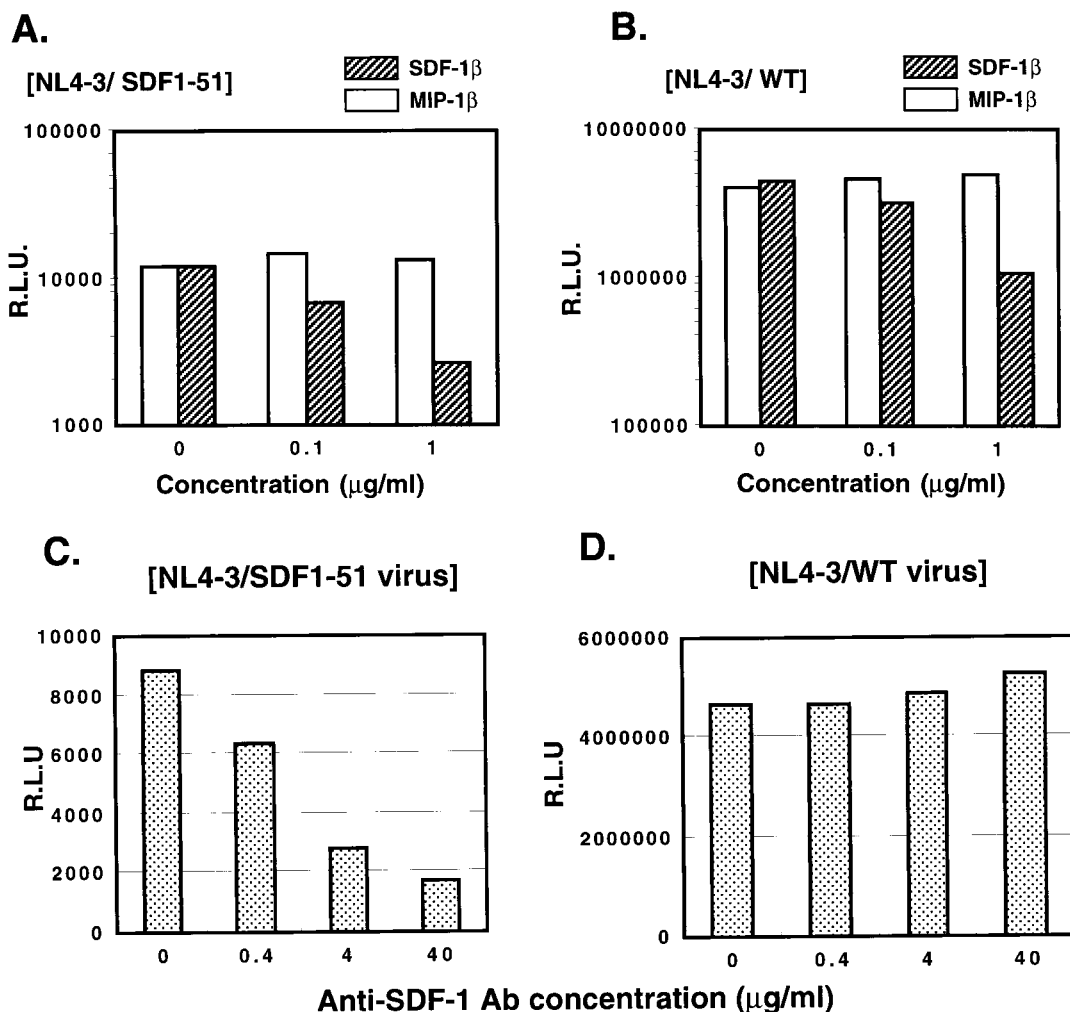 A.
[NL4-3/ SDF1-51]
SDF-1β
MIP-1β
100000
10000
1000
R.L.U.
0 0.1 1
Concentration (µg/ml)
B.
[NL4-3/ WT]
SDF-1β
MIP-1β
10000000
1000000
100000
R.L.U.
0 0.1 1
Concentration (µg/ml)
C.
[NL4-3/SDF1-51 virus]
10000
8000
6000
4000
2000
0
R.L.U
0 0.4 4 40
D.
[NL4-3/WT virus]
6000000
4000000
2000000
0
R.L.U
0 0.4 4 40
Anti-SDF-1 Ab concentration (µg/ml)